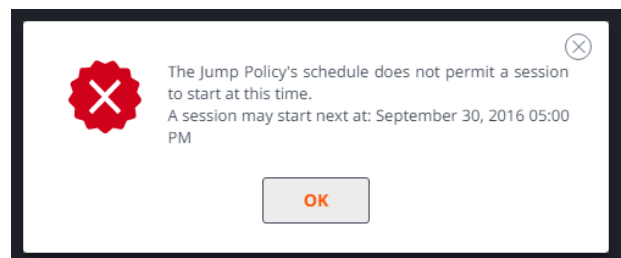 The Jump Policy's schedule does not permit a session
to start at this time.
A session may start next at: September 30, 2016 05:00
PM
OK